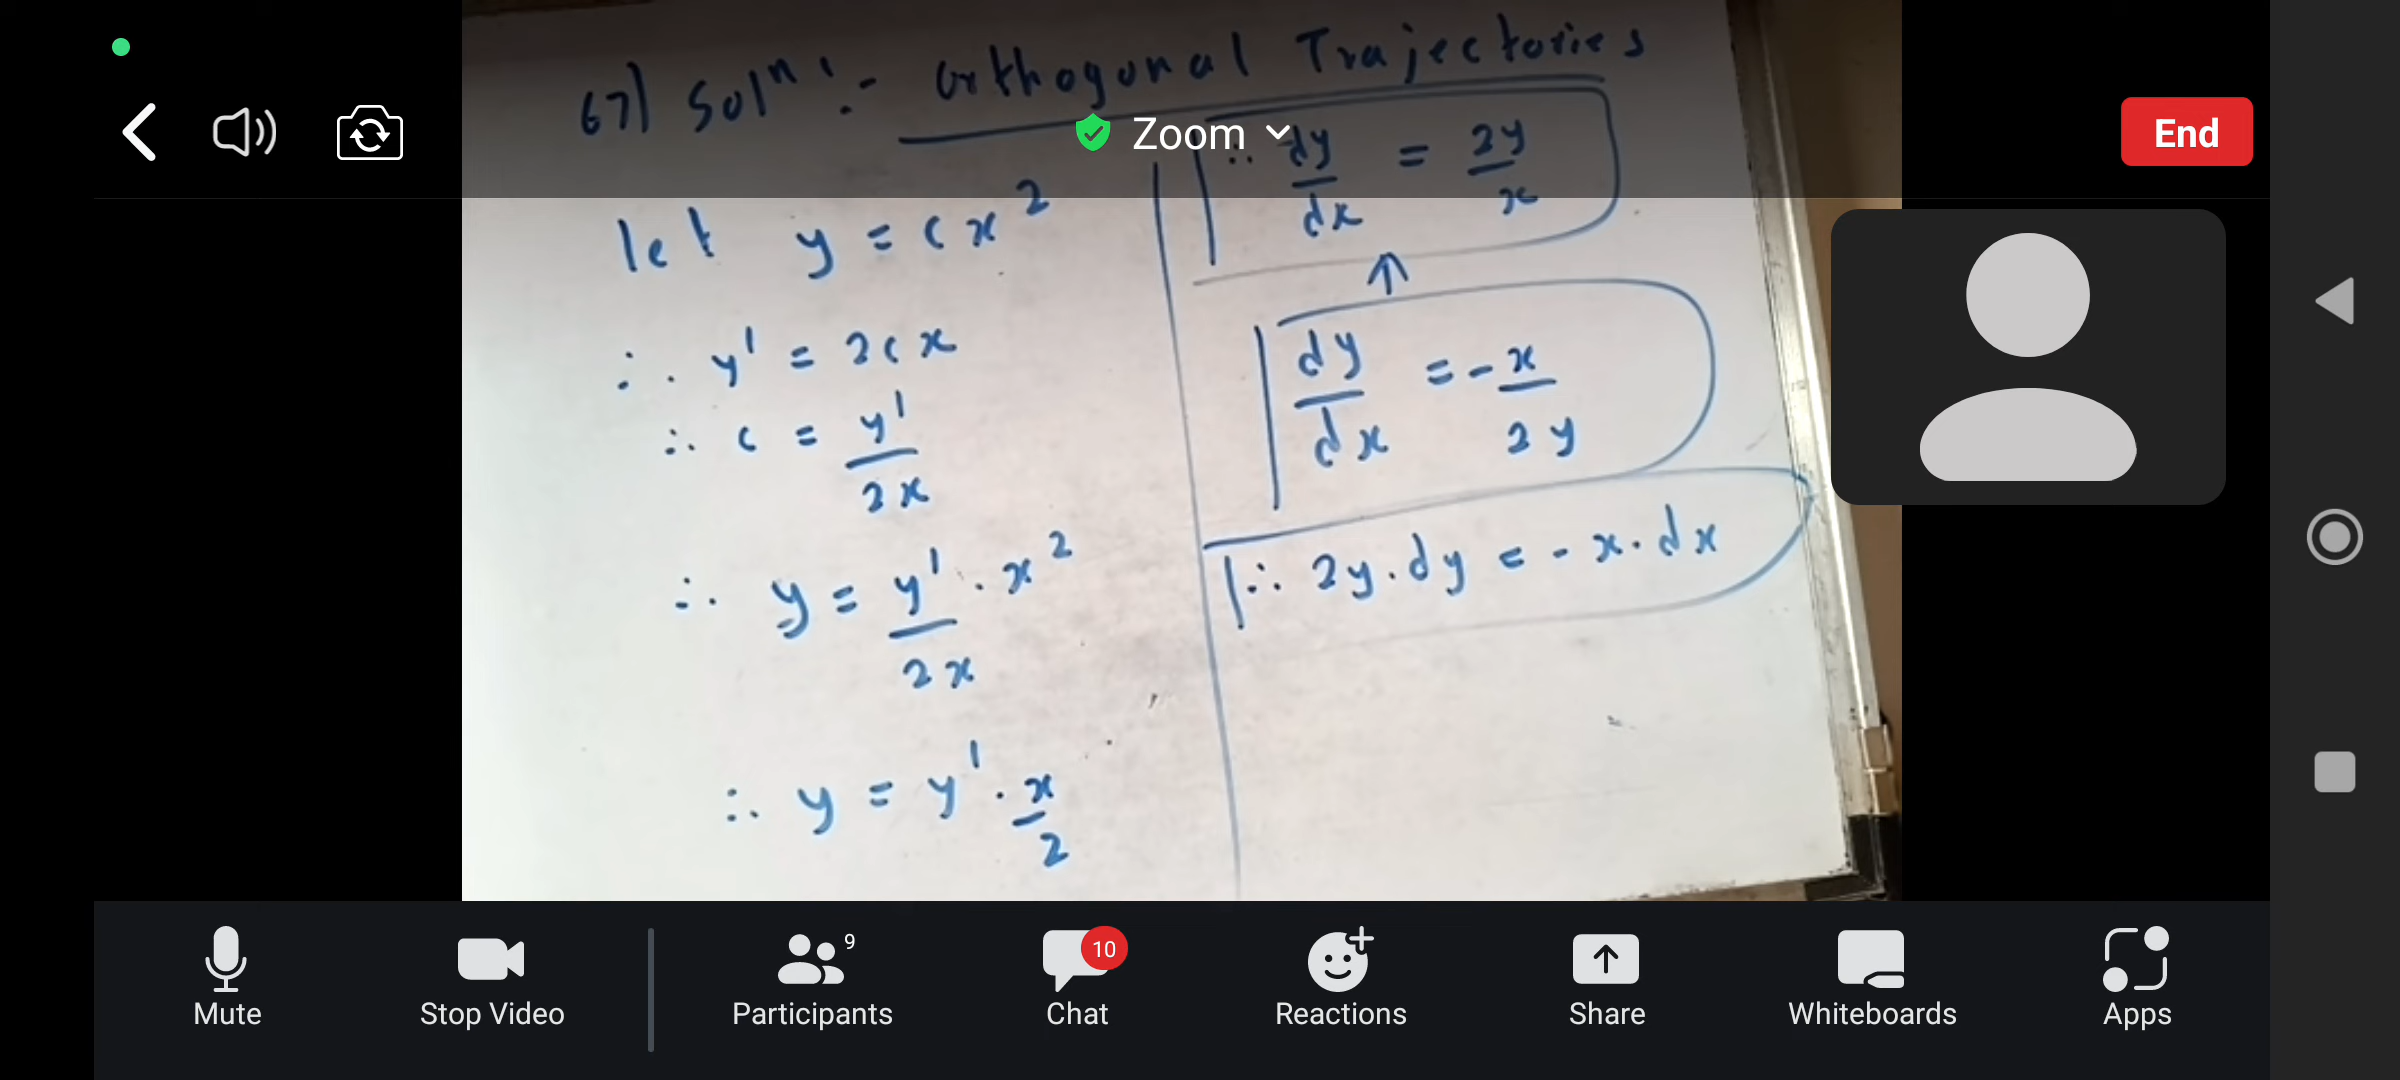 67) Solⁿ :- Orthogonal Trajectories
Zoom
End
let y = cx²
∴ y' = 2cx
∴ c = y'/2x
∴ y = y'/2x · x²
∴ y = y' · x/2
∴ dy/dx = 2y/x
↑
dy/dx = -x/2y
∴ 2y·dy = -x·dx
Mute
Stop Video
Participants 9
Chat 10
Reactions
Share
Whiteboards
Apps